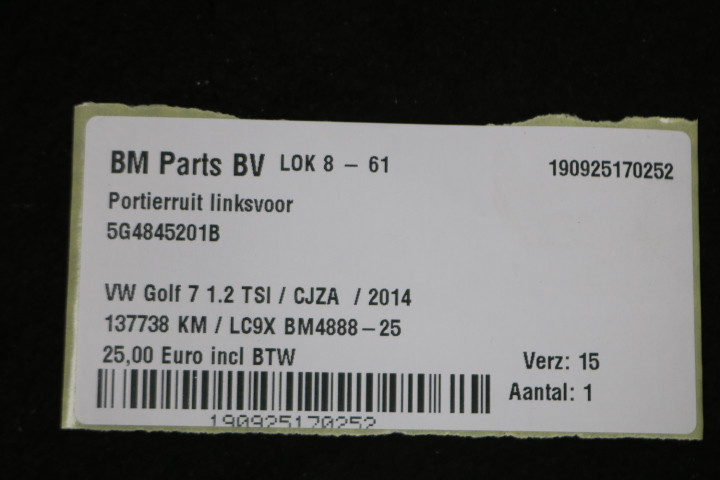 BM Parts BV LOK 8 - 61 190925170252
Portierruit linksvoor
5G4845201B
VW Golf 7 1.2 TSI / CJZA / 2014
137738 KM / LC9X BM4888-25
25,00 Euro incl BTW
Verz: 15
Aantal: 1
190925170252